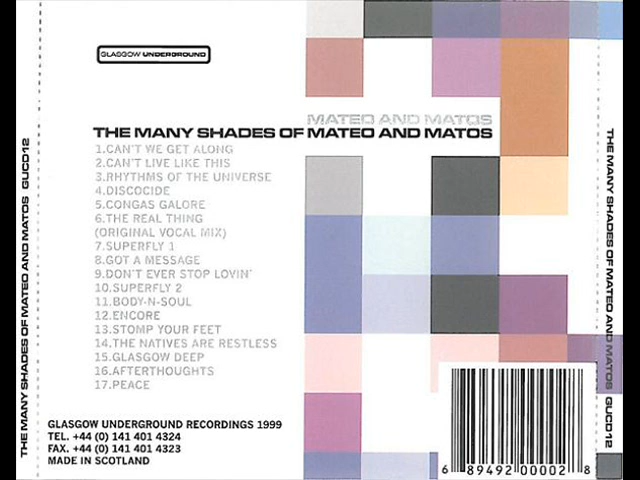 GLASGOW UNDERGROUND
MATEO AND MATOS
THE MANY SHADES OF MATEO AND MATOS
1.CAN'T WE GET ALONG
2.CAN'T LIVE LIKE THIS
3.RHYTHMS OF THE UNIVERSE
4.DISCOCIDE
5.CONGAS GALORE
6.THE REAL THING
(ORIGINAL VOCAL MIX)
7.SUPERFLY 1
8.GOT A MESSAGE
9.DON'T EVER STOP LOVIN'
10.SUPERFLY 2
11.BODY-N-SOUL
12.ENCORE
13.STOMP YOUR FEET
14.THE NATIVES ARE RESTLESS
15.GLASGOW DEEP
16.AFTERTHOUGHTS
17.PEACE
GLASGOW UNDERGROUND RECORDINGS 1999
TEL. +44 (0) 141 401 4324
FAX. +44 (0) 141 401 4323
MADE IN SCOTLAND
6 89492 00002 8
THE MANY SHADES OF MATEO AND MATOS GUCD12
THE MANY SHADES OF MATEO AND MATOS GUCD12